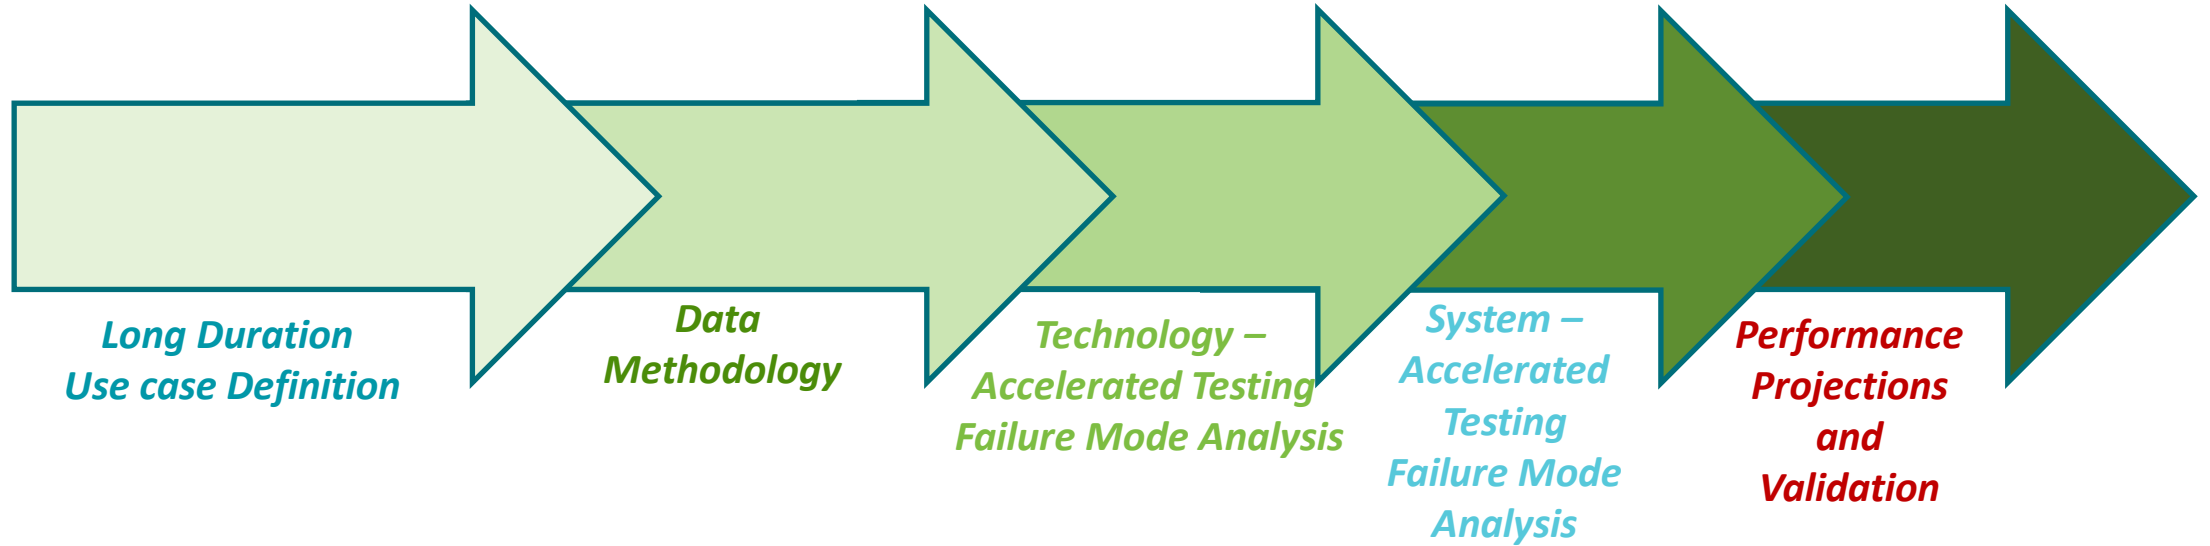 Long Duration
Use case Definition
Data
Methodology
Technology –
Accelerated Testing
Failure Mode Analysis
System –
Accelerated
Testing
Failure Mode
Analysis
Performance
Projections
and
Validation